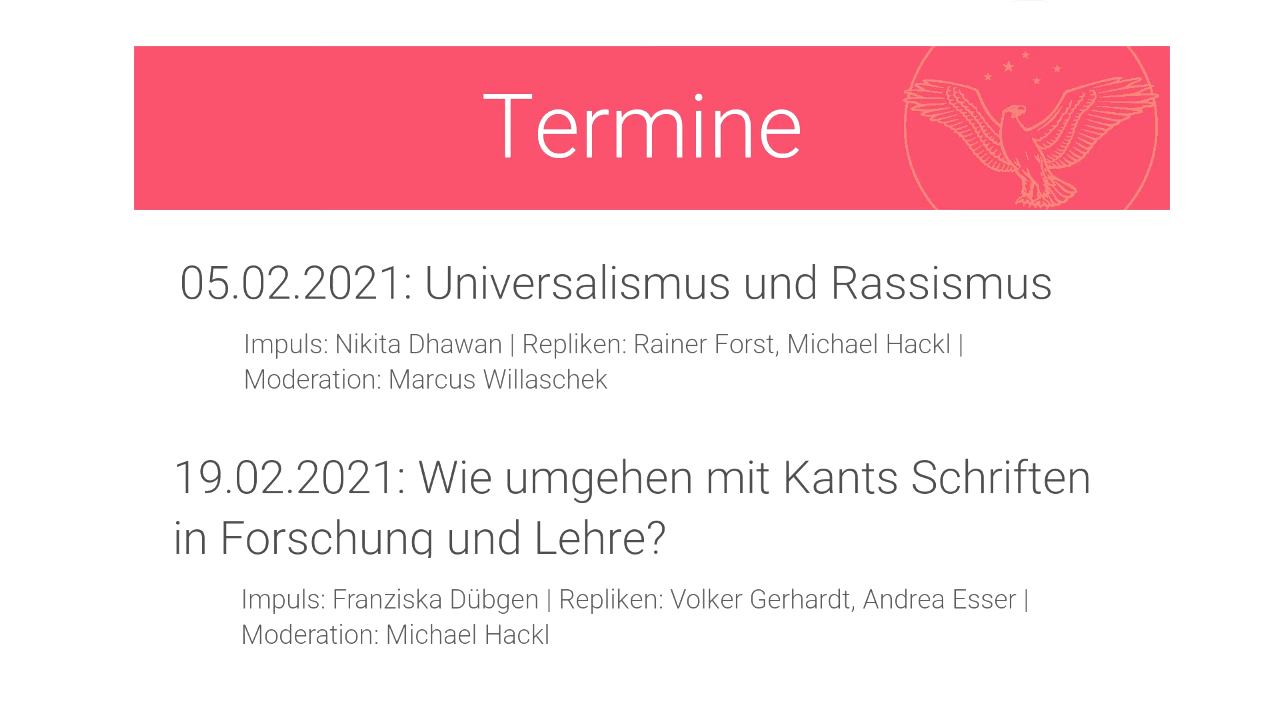 Termine
05.02.2021: Universalismus und Rassismus
Impuls: Nikita Dhawan | Repliken: Rainer Forst, Michael Hackl |
Moderation: Marcus Willaschek
19.02.2021: Wie umgehen mit Kants Schriften
in Forschung und Lehre?
Impuls: Franziska Dübgen | Repliken: Volker Gerhardt, Andrea Esser |
Moderation: Michael Hackl